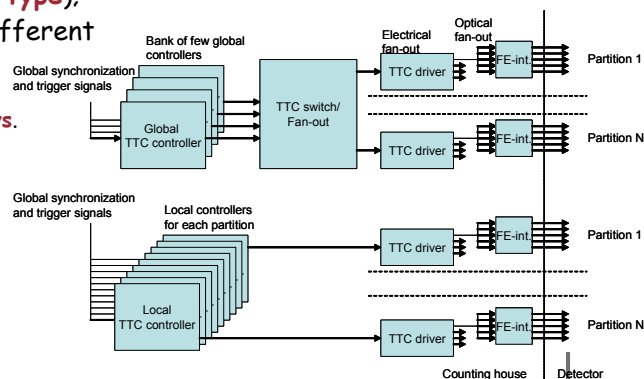 Type),
ifferent
ys.
Bank of few global
controllers
Global synchronization
and trigger signals
Global
TTC controller
TTC switch/
Fan-out
Electrical
fan-out
Optical
fan-out
TTC driver
FE-int.
Partition 1
TTC driver
FE-int.
Partition N
Global synchronization
and trigger signals
Local controllers
for each partition
Local
TTC controller
TTC driver
FE-int.
Partition 1
TTC driver
FE-int.
Partition N
Counting house
Detector